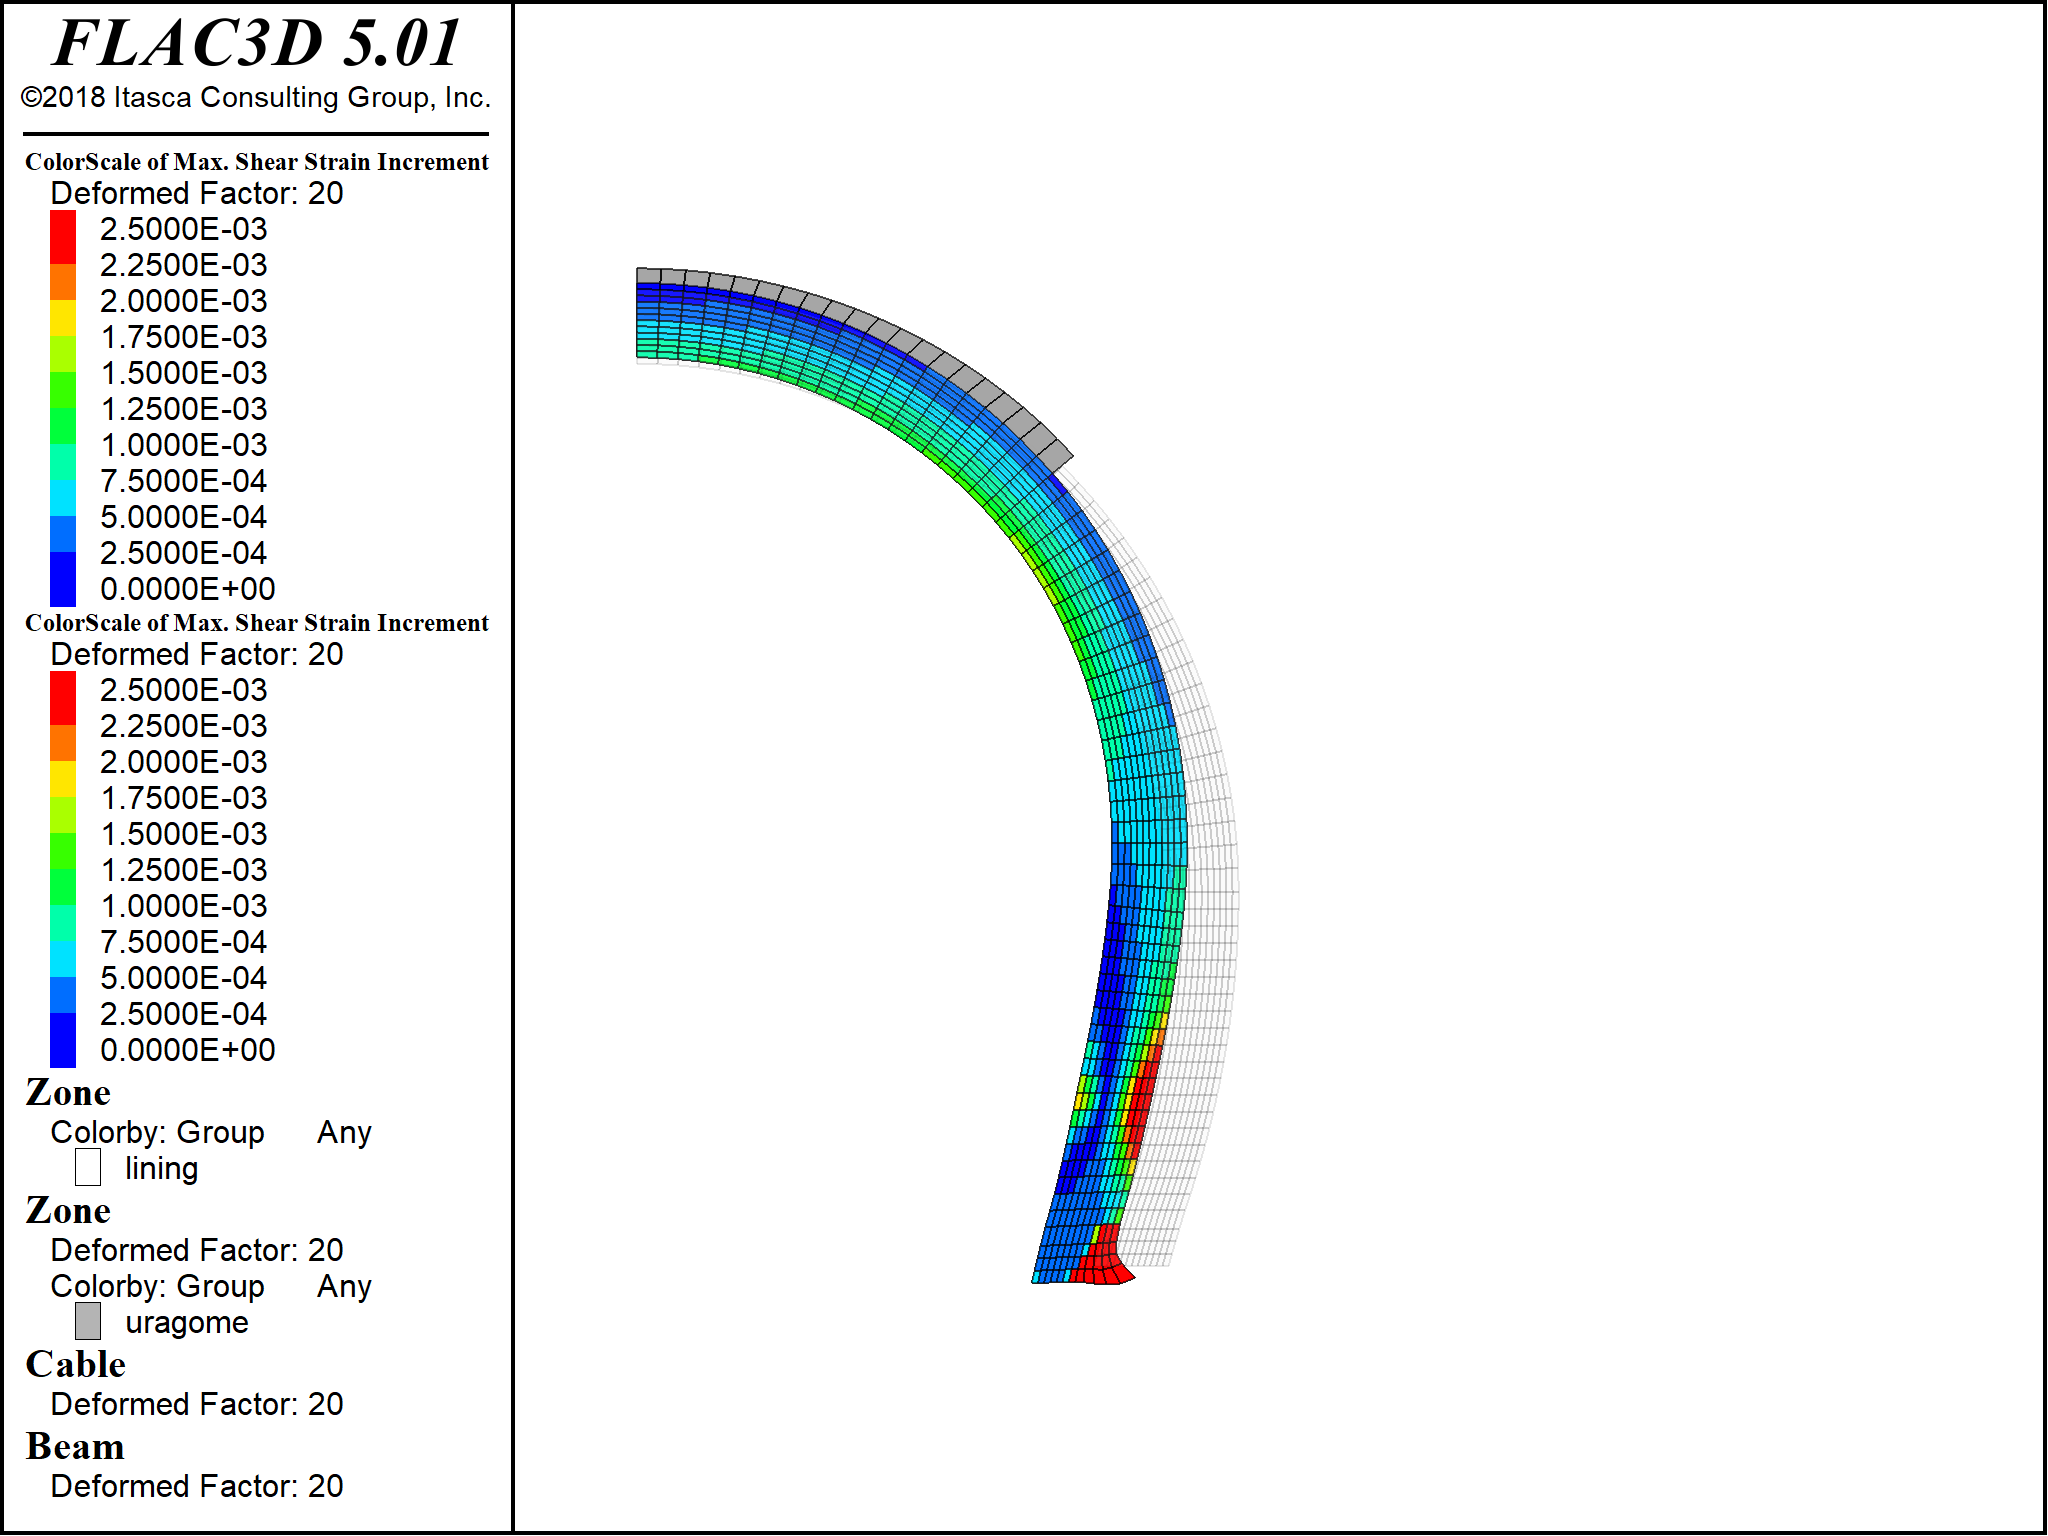 FLAC3D 5.01
©2018 Itasca Consulting Group, Inc.
ColorScale of Max. Shear Strain Increment
Deformed Factor: 20
2.5000E-03
2.2500E-03
2.0000E-03
1.7500E-03
1.5000E-03
1.2500E-03
1.0000E-03
7.5000E-04
5.0000E-04
2.5000E-04
0.0000E+00
ColorScale of Max. Shear Strain Increment
Deformed Factor: 20
2.5000E-03
2.2500E-03
2.0000E-03
1.7500E-03
1.5000E-03
1.2500E-03
1.0000E-03
7.5000E-04
5.0000E-04
2.5000E-04
0.0000E+00
Zone
Colorby: Group Any
lining
Zone
Deformed Factor: 20
Colorby: Group Any
uragome
Cable
Deformed Factor: 20
Beam
Deformed Factor: 20